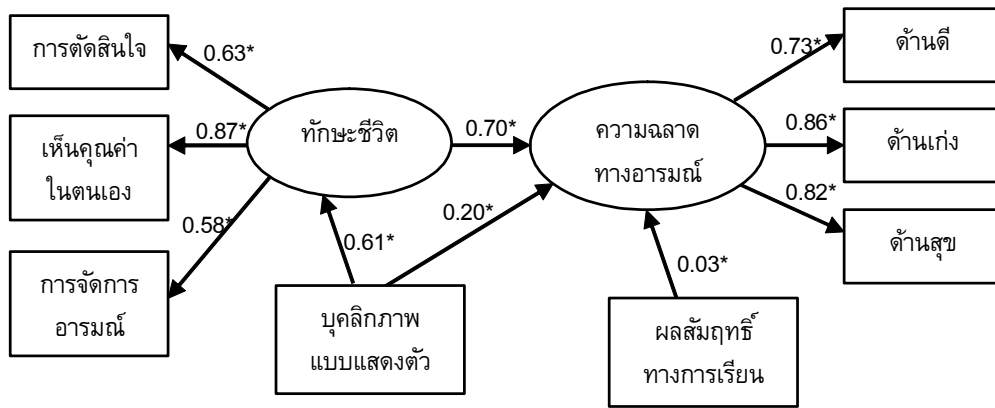 การตัดสินใจ
0.63*
0.73*
ด้านดี
เห็นคุณค่า
ในตนเอง
0.87*
ทักษะชีวิต
0.70*
ความฉลาด
ทางอารมณ์
0.86*
ด้านเก่ง
0.58*
0.61*
0.20*
0.82*
ด้านสุข
การจัดการ
อารมณ์
บุคลิกภาพ
แบบแสดงตัว
0.03*
ผลสัมฤทธิ์
ทางการเรียน